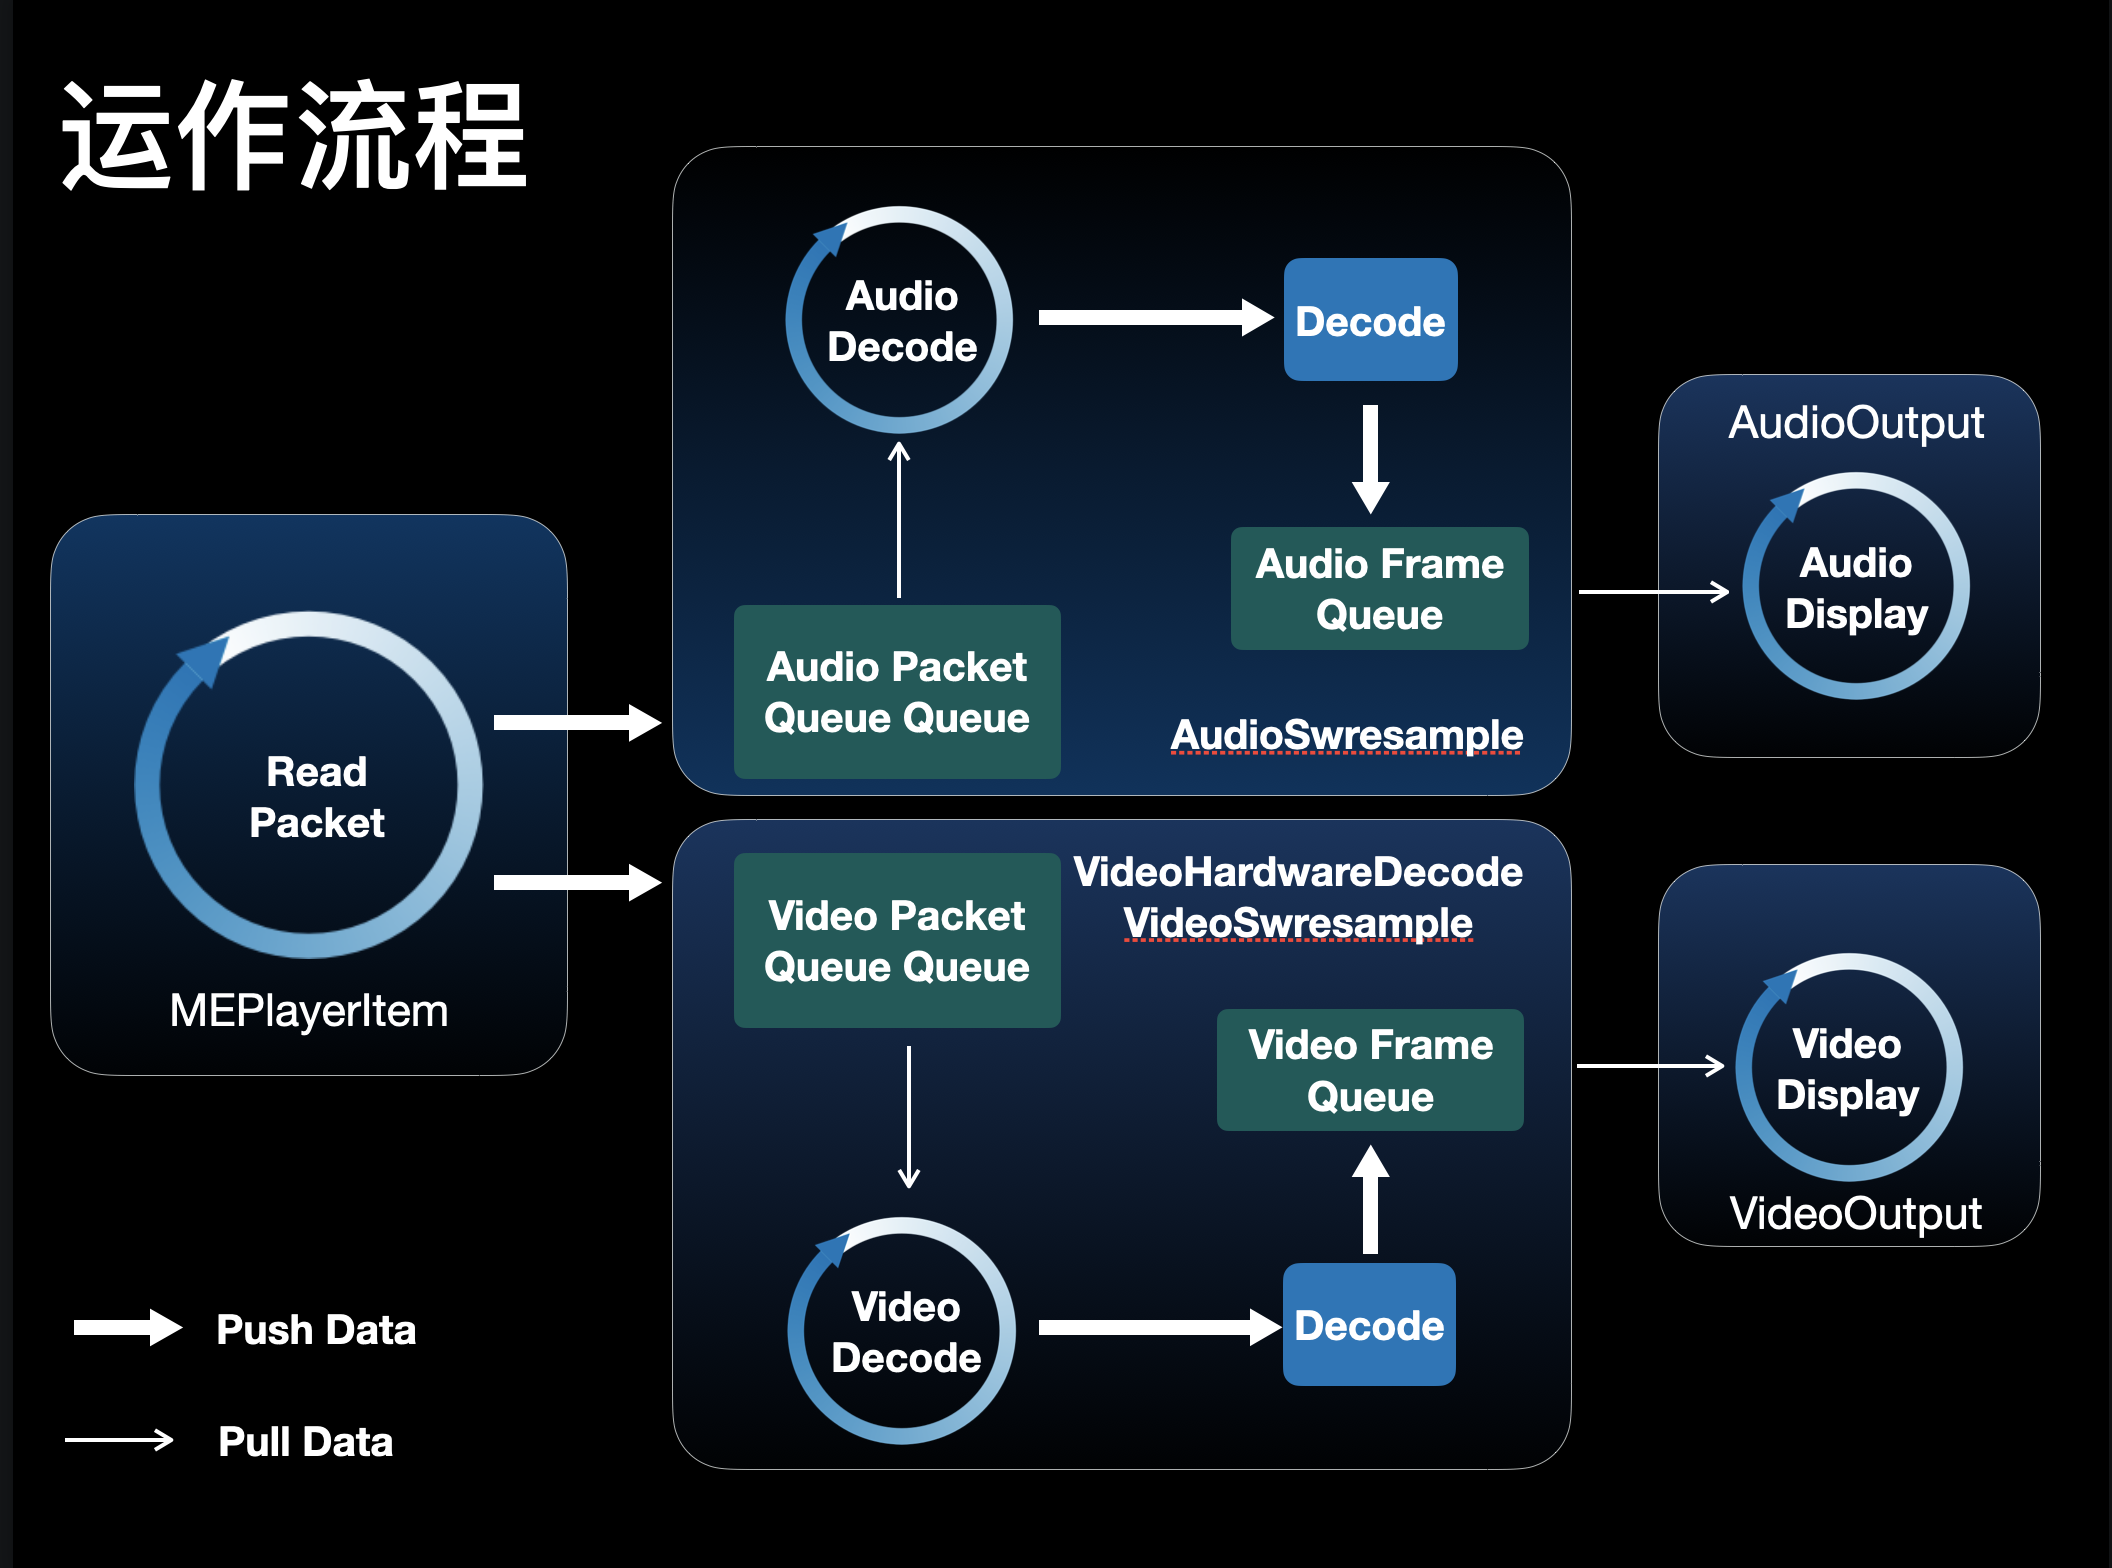 运作流程
Read
Packet
MEPlayerItem
Audio
Decode
Decode
Audio Packet
Queue Queue
Audio Frame
Queue
AudioSwresample
AudioOutput
Audio
Display
Video Packet
Queue Queue
VideoHardwareDecode
VideoSwresample
Video Frame
Queue
Video
Decode
Decode
Video
Display
VideoOutput
Push Data
Pull Data